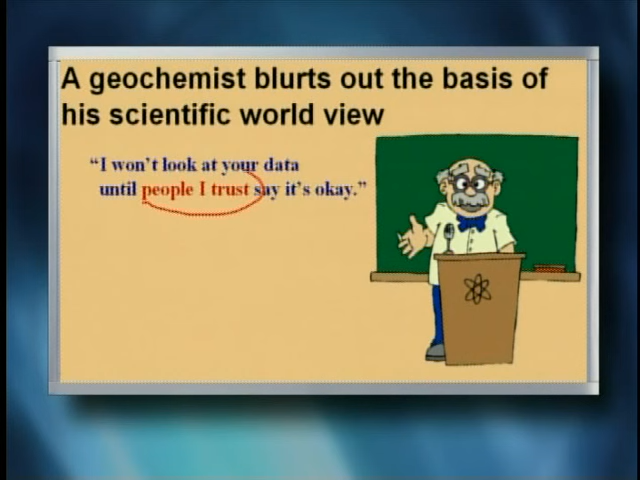 A geochemist blurts out the basis of
his scientific world view
“I won’t look at your data
until people I trust say it’s okay.”